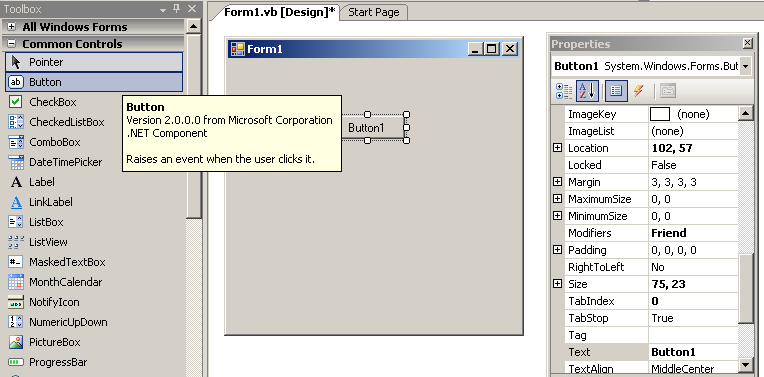 Toolbox
All Windows Forms
Common Controls
Pointer
Button
CheckBox
CheckedListBox
ComboBox
DateTimePicker
Label
LinkLabel
ListBox
ListView
MaskedTextBox
MonthCalendar
NotifyIcon
NumericUpDown
PictureBox
ProgressBar
Button
Version 2.0.0.0 from Microsoft Corporation
.NET Component
Raises an event when the user clicks it.
Form1.vb [Design]* Start Page
Form1
Button1
Properties
Button1 System.Windows.Forms.But
ImageKey (none)
ImageList (none)
Location 102, 57
Locked False
Margin 3, 3, 3, 3
MaximumSize 0, 0
MinimumSize 0, 0
Modifiers Friend
Padding 0, 0, 0, 0
RightToLeft No
Size 75, 23
TabIndex 0
TabStop True
Tag
Text Button1
TextAlign MiddleCenter